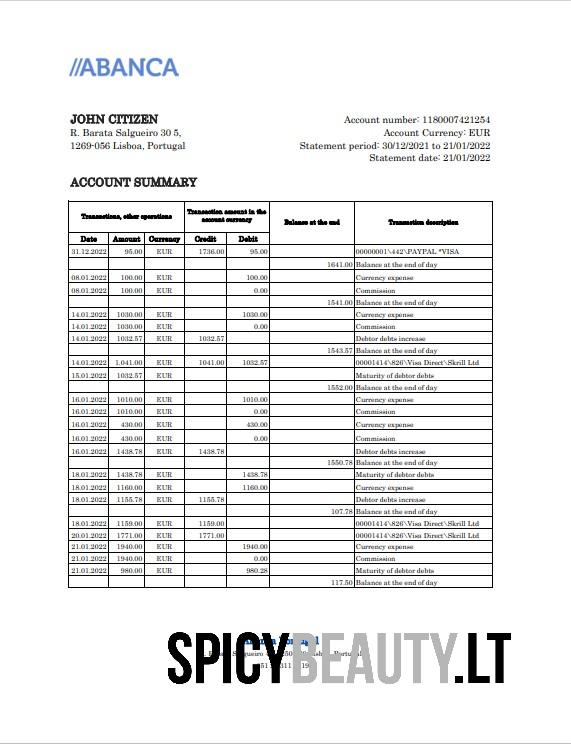 //ABANCA
JOHN CITIZEN Account number: 1180007421254
R. Barata Salgueiro 30 5, Account Currency: EUR
1269-056 Lisboa, Portugal Statement period: 30/12/2021 to 21/01/2022
Statement date: 21/01/2022
ACCOUNT SUMMARY
Transactions, other operations Transaction amount in the account currency Balance at the end Transaction description
Date Amount Currency Credit Debit
31.12.2022 95.00 EUR 1736.00 95.00 00000001\442\PAYPAL *VISA
1641.00 Balance at the end of day
08.01.2022 100.00 EUR 100.00 Currency expense
08.01.2022 100.00 EUR 0.00 Commission
1541.00 Balance at the end of day
14.01.2022 1030.00 EUR 1030.00 Currency expense
14.01.2022 1030.00 EUR 0.00 Commission
14.01.2022 1032.57 EUR 1032.57 Debtor debts increase
1543.57 Balance at the end of day
14.01.2022 1.041.00 EUR 1041.00 1032.57 00001414\826\Visa Direct\Skrill Ltd
15.01.2022 1032.57 EUR Maturity of debtor debts
1552.00 Balance at the end of day
16.01.2022 1010.00 EUR 1010.00 Currency expense
16.01.2022 1010.00 EUR 0.00 Commission
16.01.2022 430.00 EUR 430.00 Currency expense
16.01.2022 430.00 EUR 0.00 Commission
16.01.2022 1438.78 EUR 1438.78 Debtor debts increase
1550.78 Balance at the end of day
18.01.2022 1438.78 EUR 1438.78 Maturity of debtor debts
18.01.2022 1160.00 EUR 1160.00 Currency expense
18.01.2022 1155.78 EUR 1155.78 Debtor debts increase
107.78 Balance at the end of day
18.01.2022 1159.00 EUR 1159.00 00001414\826\Visa Direct\Skrill Ltd
20.01.2022 1771.00 EUR 1771.00 00001414\826\Visa Direct\Skrill Ltd
21.01.2022 1940.00 EUR 1940.00 Currency expense
21.01.2022 1940.00 EUR 0.00 Commission
21.01.2022 980.00 EUR 980.28 Maturity of debtor debts
117.50 Balance at the end of day
SPICYBEAUTY.LT